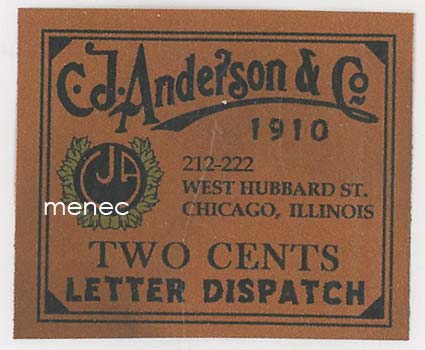 C. J. Anderson & Co
1910
212-222
WEST HUBBARD ST.
CHICAGO, ILLINOIS
CJA
menec
TWO CENTS
LETTER DISPATCH